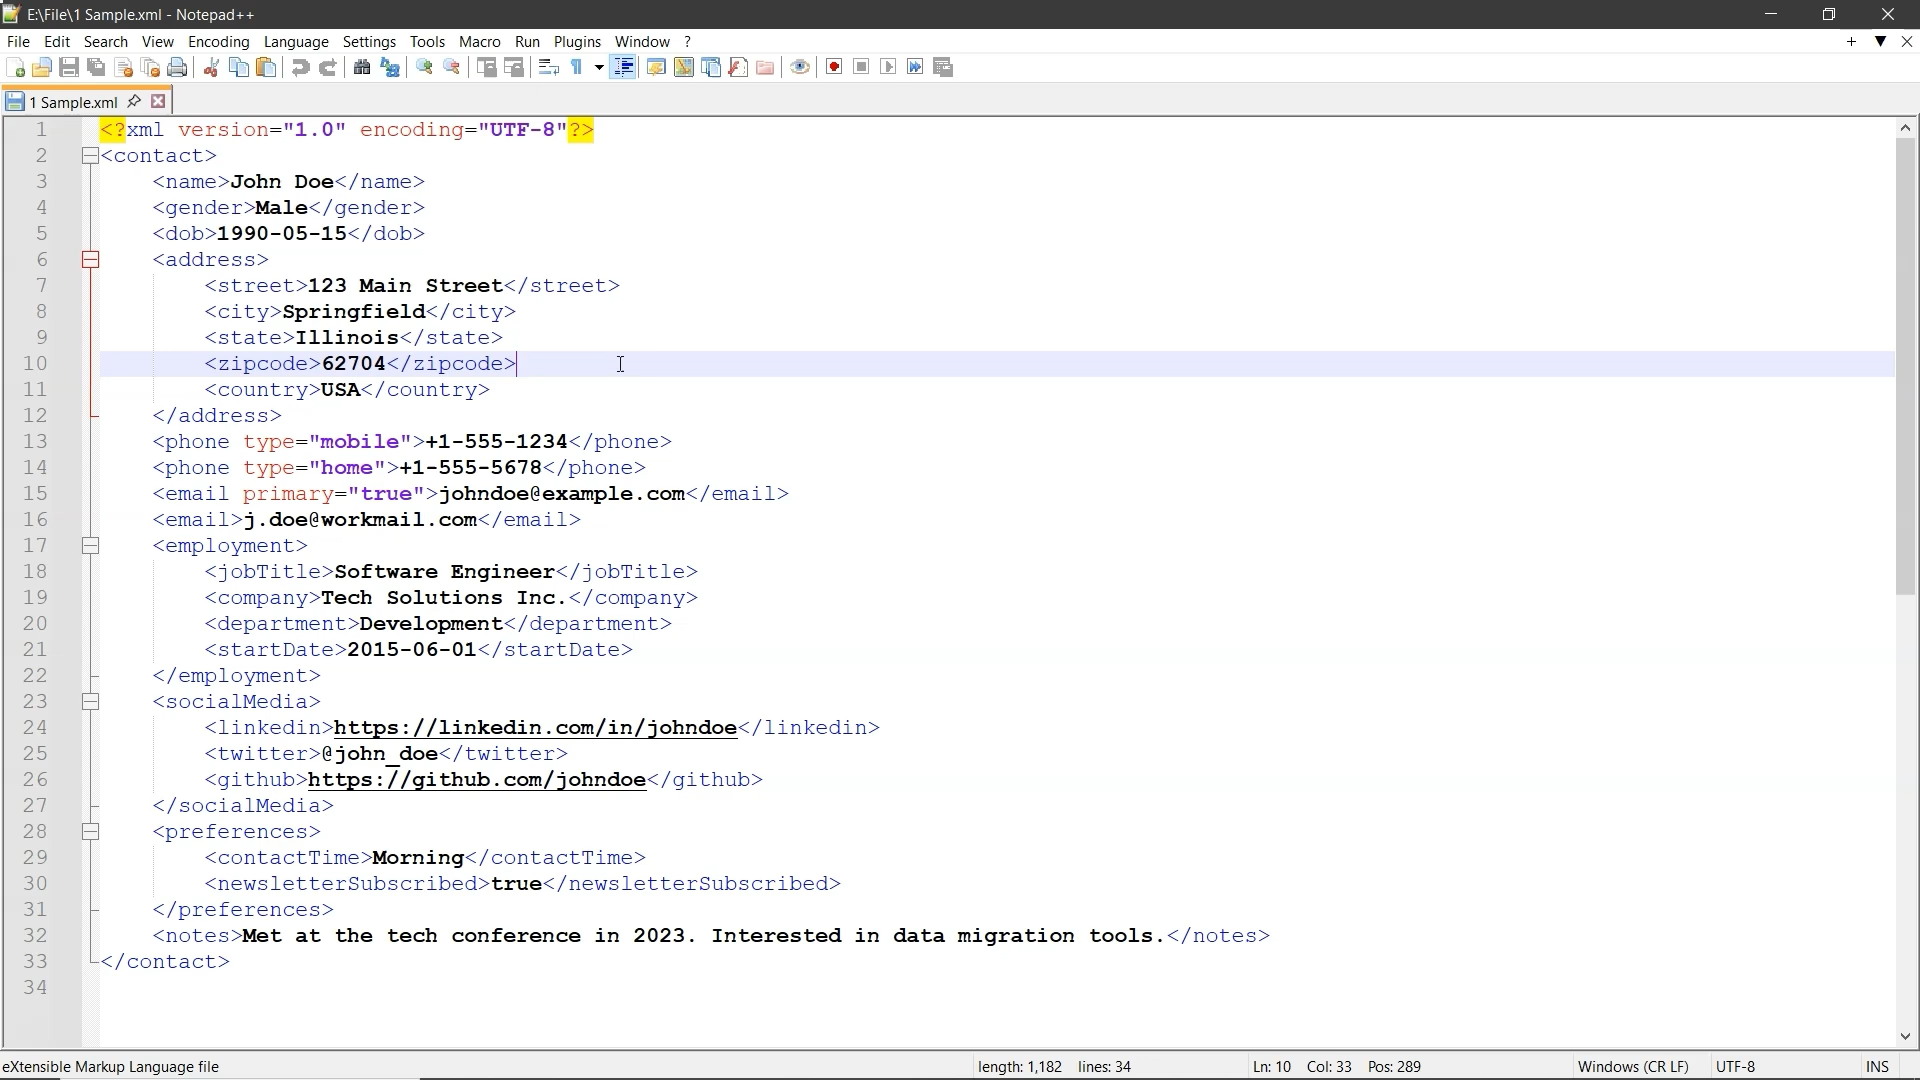 E:\File\1 Sample.xml - Notepad++
File Edit Search View Encoding Language Settings Tools Macro Run Plugins Window ?
1 Sample.xml
1 <?xml version="1.0" encoding="UTF-8"?>
2 <contact>
3 <name>John Doe</name>
4 <gender>Male</gender>
5 <dob>1990-05-15</dob>
6 <address>
7 <street>123 Main Street</street>
8 <city>Springfield</city>
9 <state>Illinois</state>
10 <zipcode>62704</zipcode>
11 <country>USA</country>
12 </address>
13 <phone type="mobile">+1-555-1234</phone>
14 <phone type="home">+1-555-5678</phone>
15 <email primary="true">johndoe@example.com</email>
16 <email>j.doe@workmail.com</email>
17 <employment>
18 <jobTitle>Software Engineer</jobTitle>
19 <company>Tech Solutions Inc.</company>
20 <department>Development</department>
21 <startDate>2015-06-01</startDate>
22 </employment>
23 <socialMedia>
24 <linkedin>https://linkedin.com/in/johndoe</linkedin>
25 <twitter>@john_doe</twitter>
26 <github>https://github.com/johndoe</github>
27 </socialMedia>
28 <preferences>
29 <contactTime>Morning</contactTime>
30 <newsletterSubscribed>true</newsletterSubscribed>
31 </preferences>
32 <notes>Met at the tech conference in 2023. Interested in data migration tools.</notes>
33 </contact>
34
eXtensible Markup Language file length: 1,182 lines: 34 Ln: 10 Col: 33 Pos: 289 Windows (CR LF) UTF-8 INS